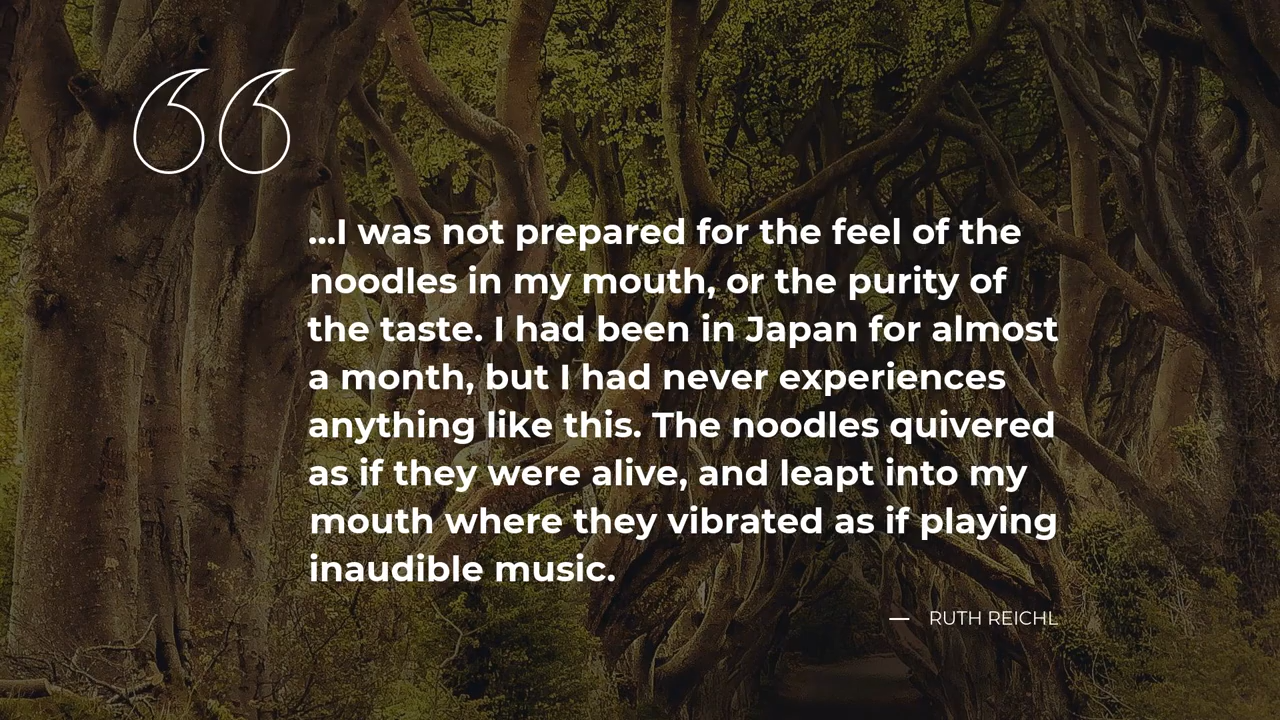 “
...I was not prepared for the feel of the
noodles in my mouth, or the purity of
the taste. I had been in Japan for almost
a month, but I had never experiences
anything like this. The noodles quivered
as if they were alive, and leapt into my
mouth where they vibrated as if playing
inaudible music.
— RUTH REICHL